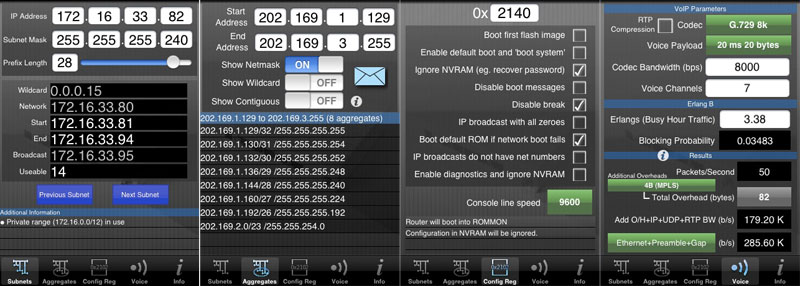 IP Address 172 . 16 . 33 . 82
Subnet Mask 255. 255. 255. 240
Prefix Length 28
Wildcard 0.0.0.15
Network 172.16.33.80
Start 172.16.33.81
End 172.16.33.94
Broadcast 172.16.33.95
Useable 14
Previous Subnet Next Subnet
Additional Information
• Private range (172.16.0.0/12) in use
Subnets Aggregates Config Reg Voice Info
Start Address 202 . 169 . 1 . 129
End Address 202 . 169 . 3 . 255
Show Netmask ON
Show Wildcard OFF
Show Contiguous OFF
202.169.1.129 to 202.169.3.255 (8 aggregates)
202.169.1.129/32 /255.255.255.255
202.169.1.130/31 /255.255.255.254
202.169.1.132/30 /255.255.255.252
202.169.1.136/29 /255.255.255.248
202.169.1.144/28 /255.255.255.240
202.169.1.160/27 /255.255.255.224
202.169.1.192/26 /255.255.255.192
202.169.2.0/23 /255.255.254.0
Subnets Aggregates Config Reg Voice Info
0x 2140
Boot first flash image
Enable default boot and 'boot system'
Ignore NVRAM (eg. recover password)
Disable boot messages
Disable break
IP broadcast with all zeroes
Boot default ROM if network boot fails
IP broadcasts do not have net numbers
Enable diagnostics and ignore NVRAM
Console line speed 9600
Router will boot into ROMMON
Configuration in NVRAM will be ignored.
Subnets Aggregates Config Reg Voice Info
VoIP Parameters
RTP Compression Codec G.729 8k
Voice Payload 20 ms 20 bytes
Codec Bandwidth (bps) 8000
Voice Channels 7
Erlang B
Erlangs (Busy Hour Traffic) 3.38
Blocking Probability 0.03483
Results
Packets/Second 50
Additional Overheads
4B (MPLS)
Total Overhead (bytes) 82
Add O/H+IP+UDP+RTP BW (b/s) 179.20 K
Ethernet+Preamble+Gap (b/s) 285.60 K
Subnets Aggregates Config Reg Voice Info